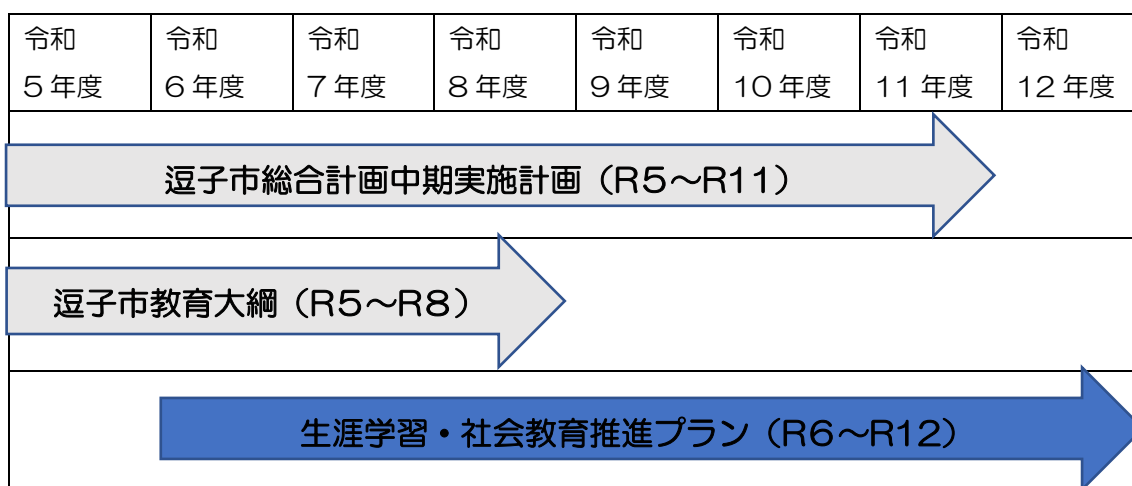 令和 令和 令和 令和 令和 令和 令和 令和
５年度 ６年度 ７年度 ８年度 ９年度 10年度 11年度 12年度
逗子市総合計画中期実施計画（R5～R11）
逗子市教育大綱（R5～R8）
生涯学習・社会教育推進プラン（R6～R12）